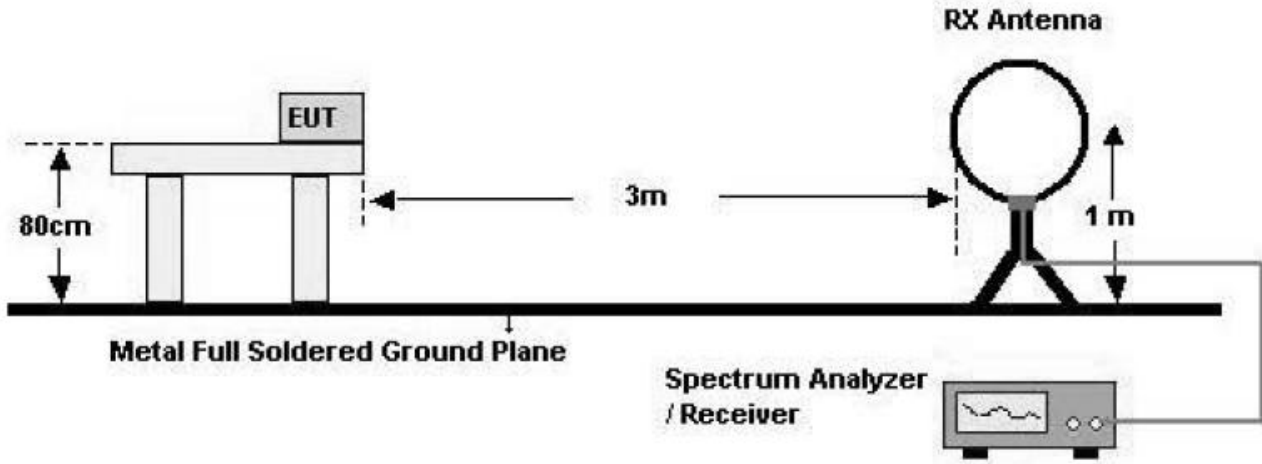 RX Antenna
EUT
3m
80cm
1 m
Metal Full Soldered Ground Plane
Spectrum Analyzer
/ Receiver